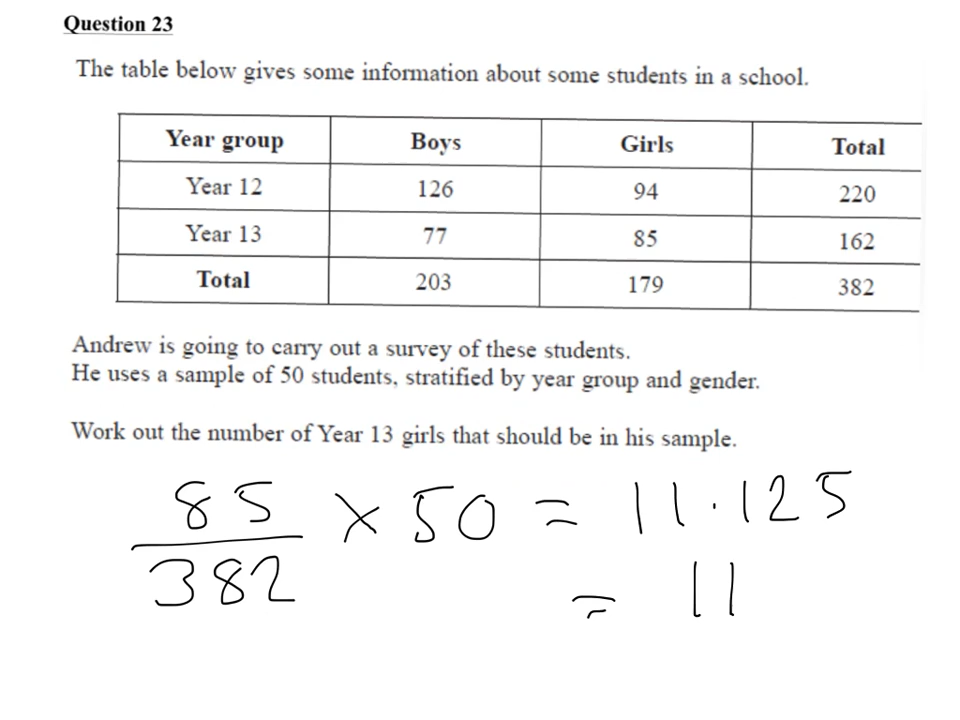 Question 23
The table below gives some information about some students in a school.
Year group Boys Girls Total
Year 12 126 94 220
Year 13 77 85 162
Total 203 179 382
Andrew is going to carry out a survey of these students.
He uses a sample of 50 students, stratified by year group and gender.
Work out the number of Year 13 girls that should be in his sample.
85/382 × 50 = 11.125
= 11